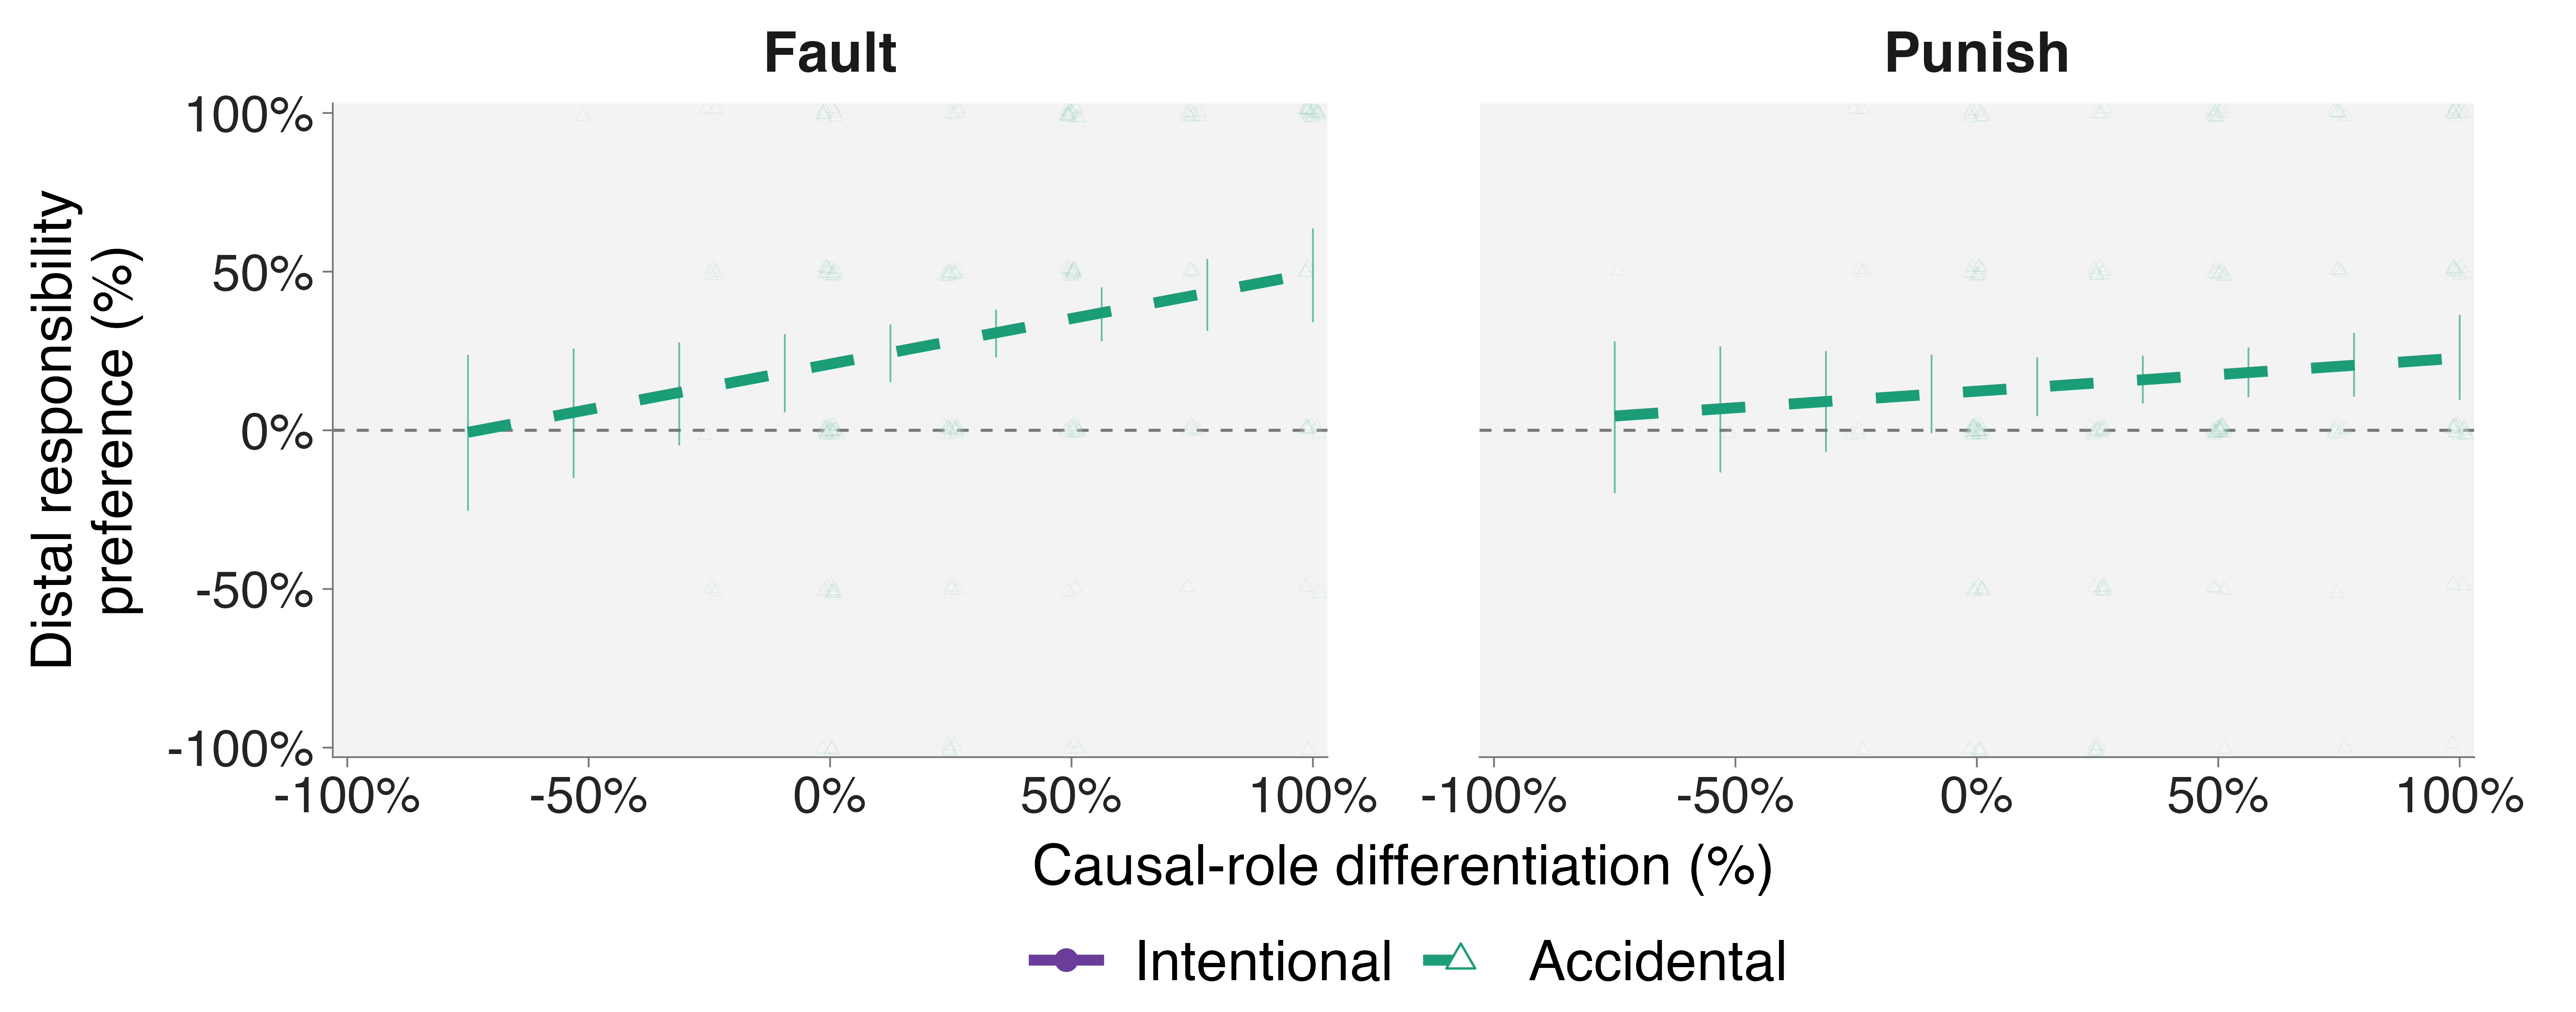 Fault
Punish
Distal responsibility
preference (%)
100%
50%
0%
-50%
-100%
-100%
-50%
0%
50%
100%
-100%
-50%
0%
50%
100%
Causal-role differentiation (%)
Intentional
Accidental